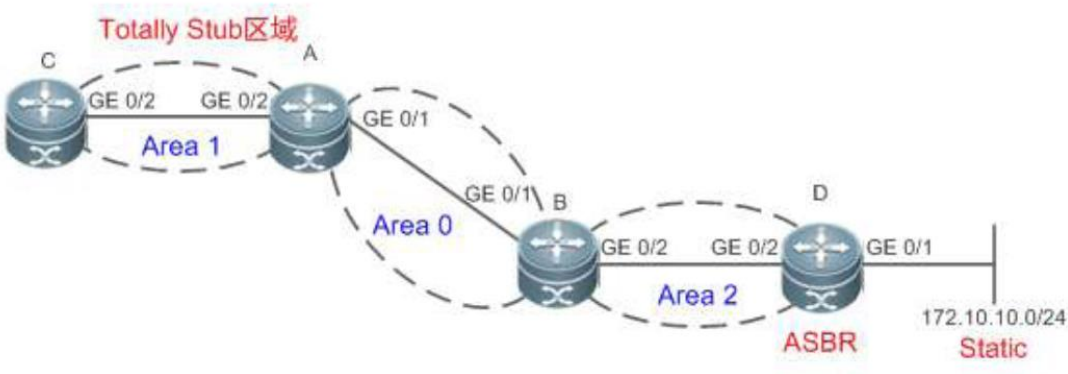 Totally Stub区域
C
A
GE 0/2
GE 0/2
GE 0/1
Area 1
GE 0/1
B
D
Area 0
GE 0/2
GE 0/2
GE 0/1
Area 2
172.10.10.0/24
ASBR
Static